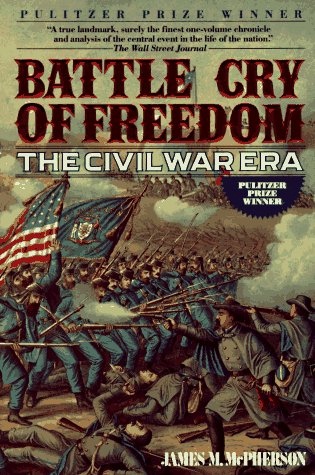 PULITZER PRIZE WINNER
"A true landmark, surely the finest one-volume chronicle
and analysis of the central event in the life of the nation."
The Wall Street Journal
BATTLE CRY
OF FREEDOM
THE CIVIL WAR ERA
PULITZER
PRIZE
WINNER
JAMES M. McPHERSON